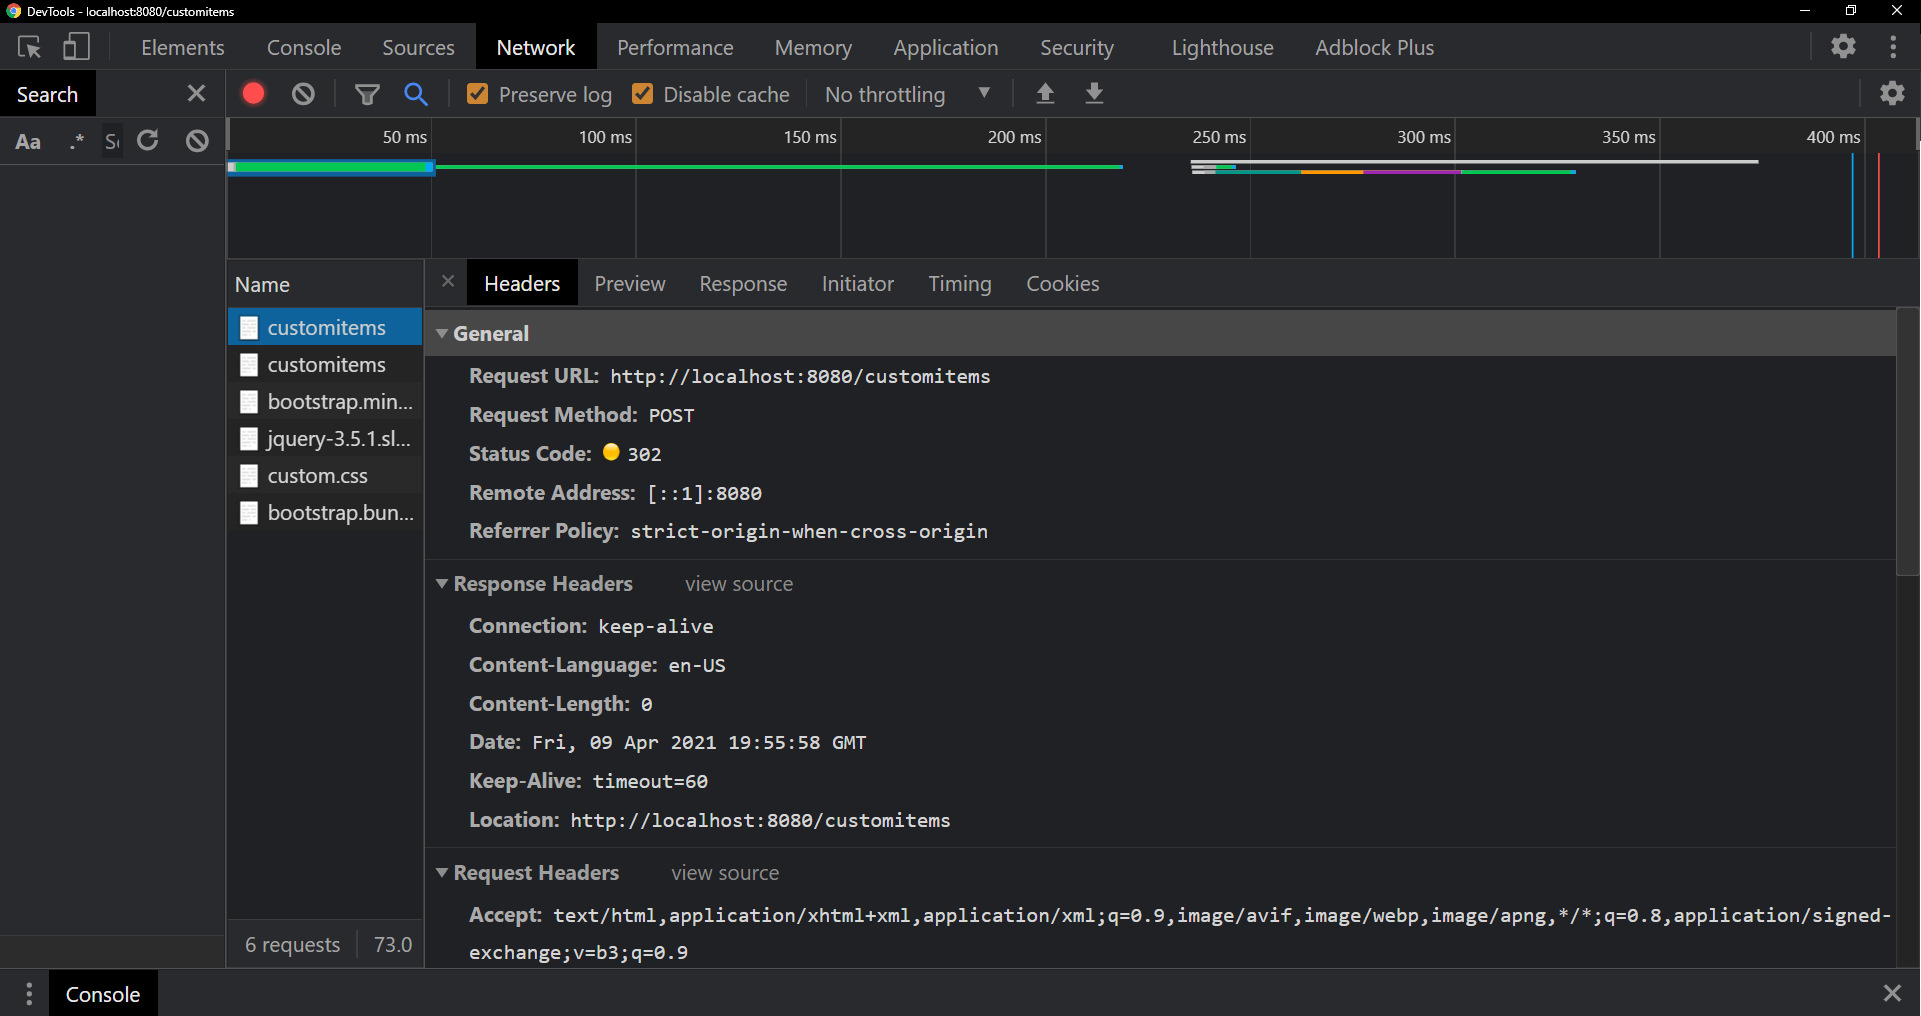 DevTools - localhost:8080/customitems
Elements Console Sources Network Performance Memory Application Security Lighthouse Adblock Plus
Search Preserve log Disable cache No throttling
Aa .*
50 ms 100 ms 150 ms 200 ms 250 ms 300 ms 350 ms 400 ms
Name
customitems
customitems
bootstrap.min...
jquery-3.5.1.sl...
custom.css
bootstrap.bun...
6 requests 73.0
Headers Preview Response Initiator Timing Cookies
General
Request URL: http://localhost:8080/customitems
Request Method: POST
Status Code: 302
Remote Address: [::1]:8080
Referrer Policy: strict-origin-when-cross-origin
Response Headers view source
Connection: keep-alive
Content-Language: en-US
Content-Length: 0
Date: Fri, 09 Apr 2021 19:55:58 GMT
Keep-Alive: timeout=60
Location: http://localhost:8080/customitems
Request Headers view source
Accept: text/html,application/xhtml+xml,application/xml;q=0.9,image/avif,image/webp,image/apng,*/*;q=0.8,application/signed-
exchange;v=b3;q=0.9
Console